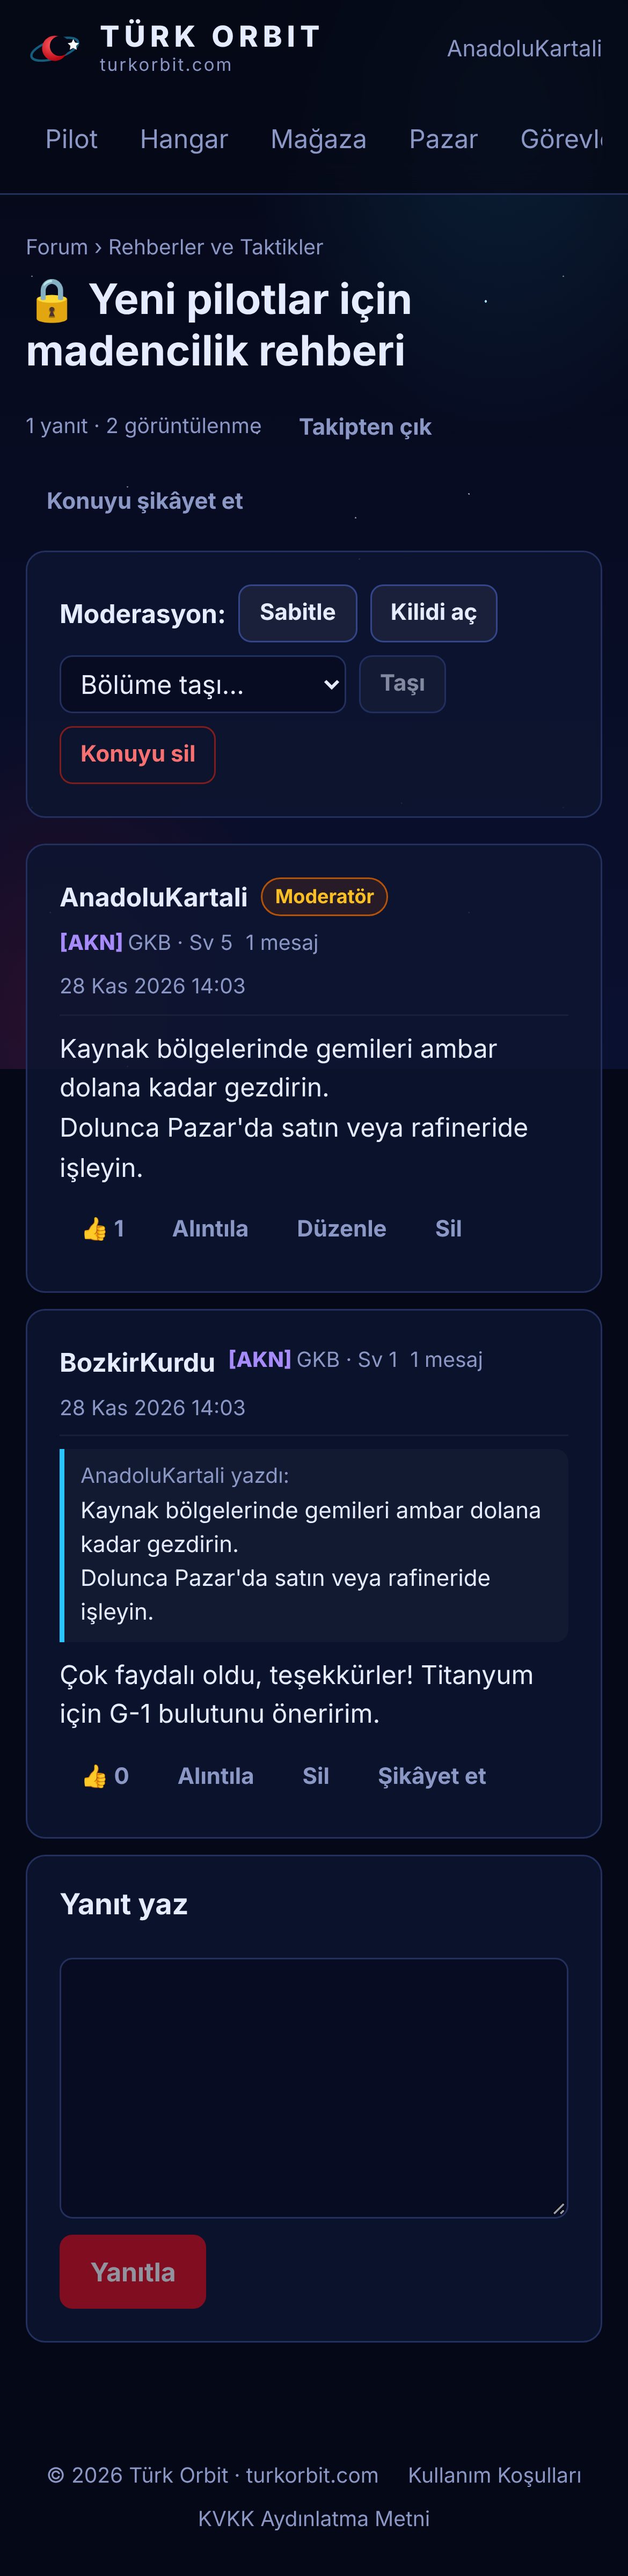 TÜRK ORBIT
turkorbit.com
AnadoluKartali
Pilot Hangar Mağaza Pazar Görevle
Forum › Rehberler ve Taktikler
🔒 Yeni pilotlar için
madencilik rehberi
1 yanıt · 2 görüntülenme Takipten çık
Konuyu şikâyet et
Moderasyon: Sabitle Kilidi aç
Bölüme taşı... Taşı
Konuyu sil
AnadoluKartali Moderatör
[AKN] GKB · Sv 5 1 mesaj
28 Kas 2026 14:03
Kaynak bölgelerinde gemileri ambar
dolana kadar gezdirin.
Dolunca Pazar'da satın veya rafineride
işleyin.
👍 1 Alıntıla Düzenle Sil
BozkirKurdu [AKN] GKB · Sv 1 1 mesaj
28 Kas 2026 14:03
AnadoluKartali yazdı:
Kaynak bölgelerinde gemileri ambar dolana
kadar gezdirin.
Dolunca Pazar'da satın veya rafineride
işleyin.
Çok faydalı oldu, teşekkürler! Titanyum
için G-1 bulutunu öneririm.
👍 0 Alıntıla Sil Şikâyet et
Yanıt yaz
Yanıtla
© 2026 Türk Orbit · turkorbit.com Kullanım Koşulları
KVKK Aydınlatma Metni